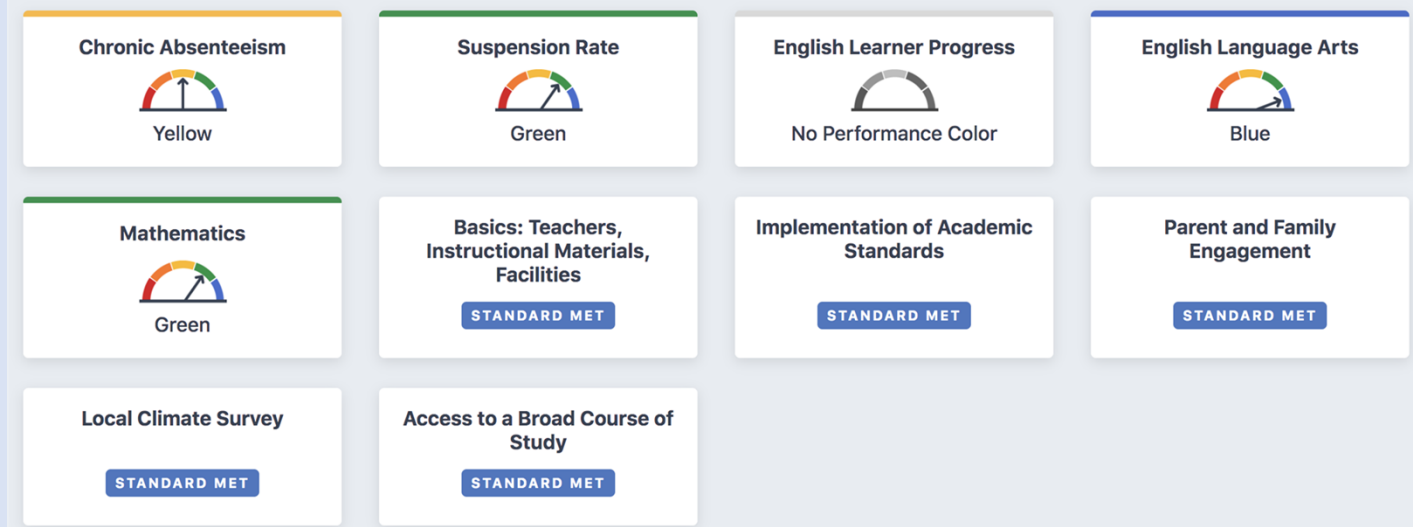 Chronic Absenteeism
Yellow
Suspension Rate
Green
English Learner Progress
No Performance Color
English Language Arts
Blue
Mathematics
Green
Basics: Teachers,
Instructional Materials,
Facilities
STANDARD MET
Implementation of Academic
Standards
STANDARD MET
Parent and Family
Engagement
STANDARD MET
Local Climate Survey
STANDARD MET
Access to a Broad Course of
Study
STANDARD MET